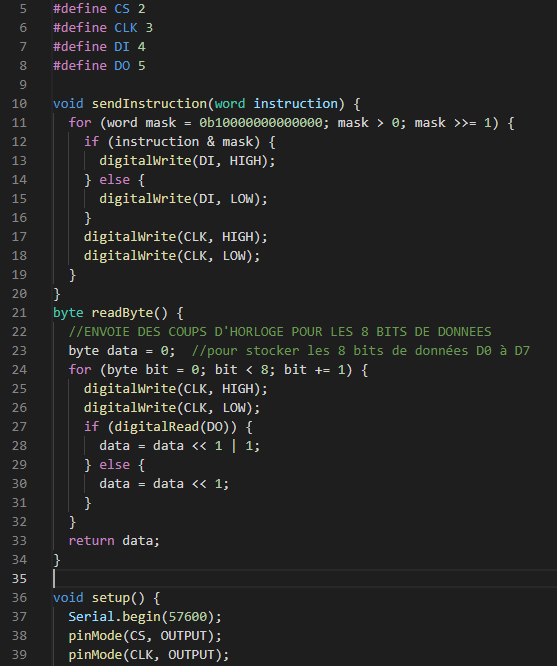 5 #define CS 2
6 #define CLK 3
7 #define DI 4
8 #define DO 5
9
10 void sendInstruction(word instruction) {
11   for (word mask = 0b10000000000000; mask > 0; mask >>= 1) {
12     if (instruction & mask) {
13       digitalWrite(DI, HIGH);
14     } else {
15       digitalWrite(DI, LOW);
16     }
17     digitalWrite(CLK, HIGH);
18     digitalWrite(CLK, LOW);
19   }
20 }
21 byte readByte() {
22   //ENVOIE DES COUPS D'HORLOGE POUR LES 8 BITS DE DONNEES
23   byte data = 0;  //pour stocker les 8 bits de données D0 à D7
24   for (byte bit = 0; bit < 8; bit += 1) {
25     digitalWrite(CLK, HIGH);
26     digitalWrite(CLK, LOW);
27     if (digitalRead(DO)) {
28       data = data << 1 | 1;
29     } else {
30       data = data << 1;
31     }
32   }
33   return data;
34 }
35
36 void setup() {
37   Serial.begin(57600);
38   pinMode(CS, OUTPUT);
39   pinMode(CLK, OUTPUT);